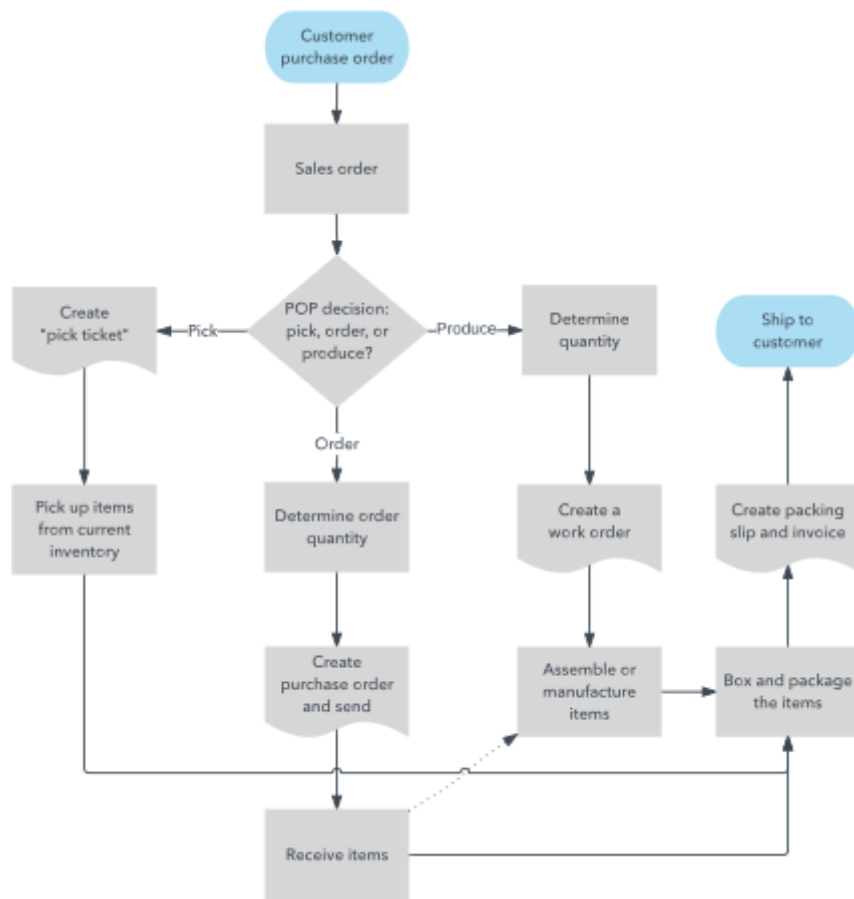 Customer
purchase order
Sales order
POP decision:
pick, order, or
produce?
Pick
Create
"pick ticket"
Pick up items
from current
inventory
Order
Determine order
quantity
Create
purchase order
and send
Receive items
Produce
Determine
quantity
Create a
work order
Assemble or
manufacture
items
Box and package
the items
Create packing
slip and invoice
Ship to
customer